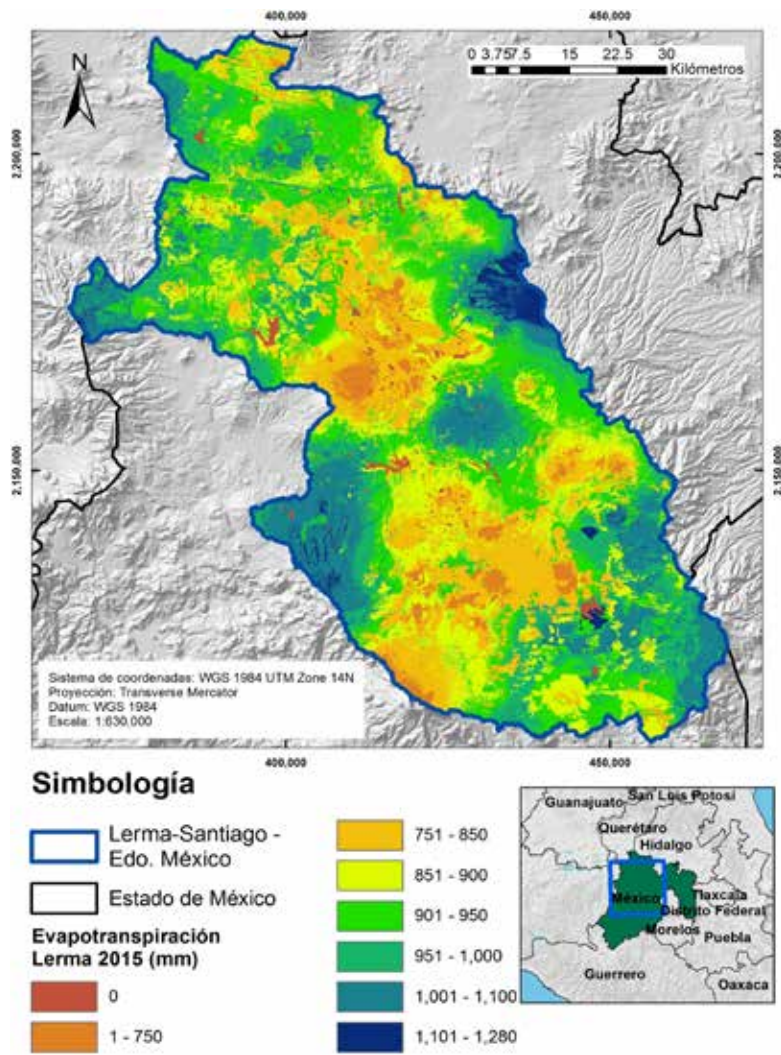 400,000
450,000
N
0 3.757.5 15 22.5 30
Kilómetros
2,200,000
2,200,000
2,150,000
2,150,000
Sistema de coordenadas: WGS 1984 UTM Zone 14N
Proyección: Transverse Mercator
Datum: WGS 1984
Escala: 1:630,000
400,000
450,000
Simbología
Lerma-Santiago -
Edo. México
Estado de México
Evapotranspiración
Lerma 2015 (mm)
0
1 - 750
751 - 850
851 - 900
901 - 950
951 - 1,000
1,001 - 1,100
1,101 - 1,280
San Luis Potosí
Guanajuato
Querétaro
Hidalgo
México
Tlaxcala
Distrito Federal
Morelos
Puebla
Guerrero
Oaxaca